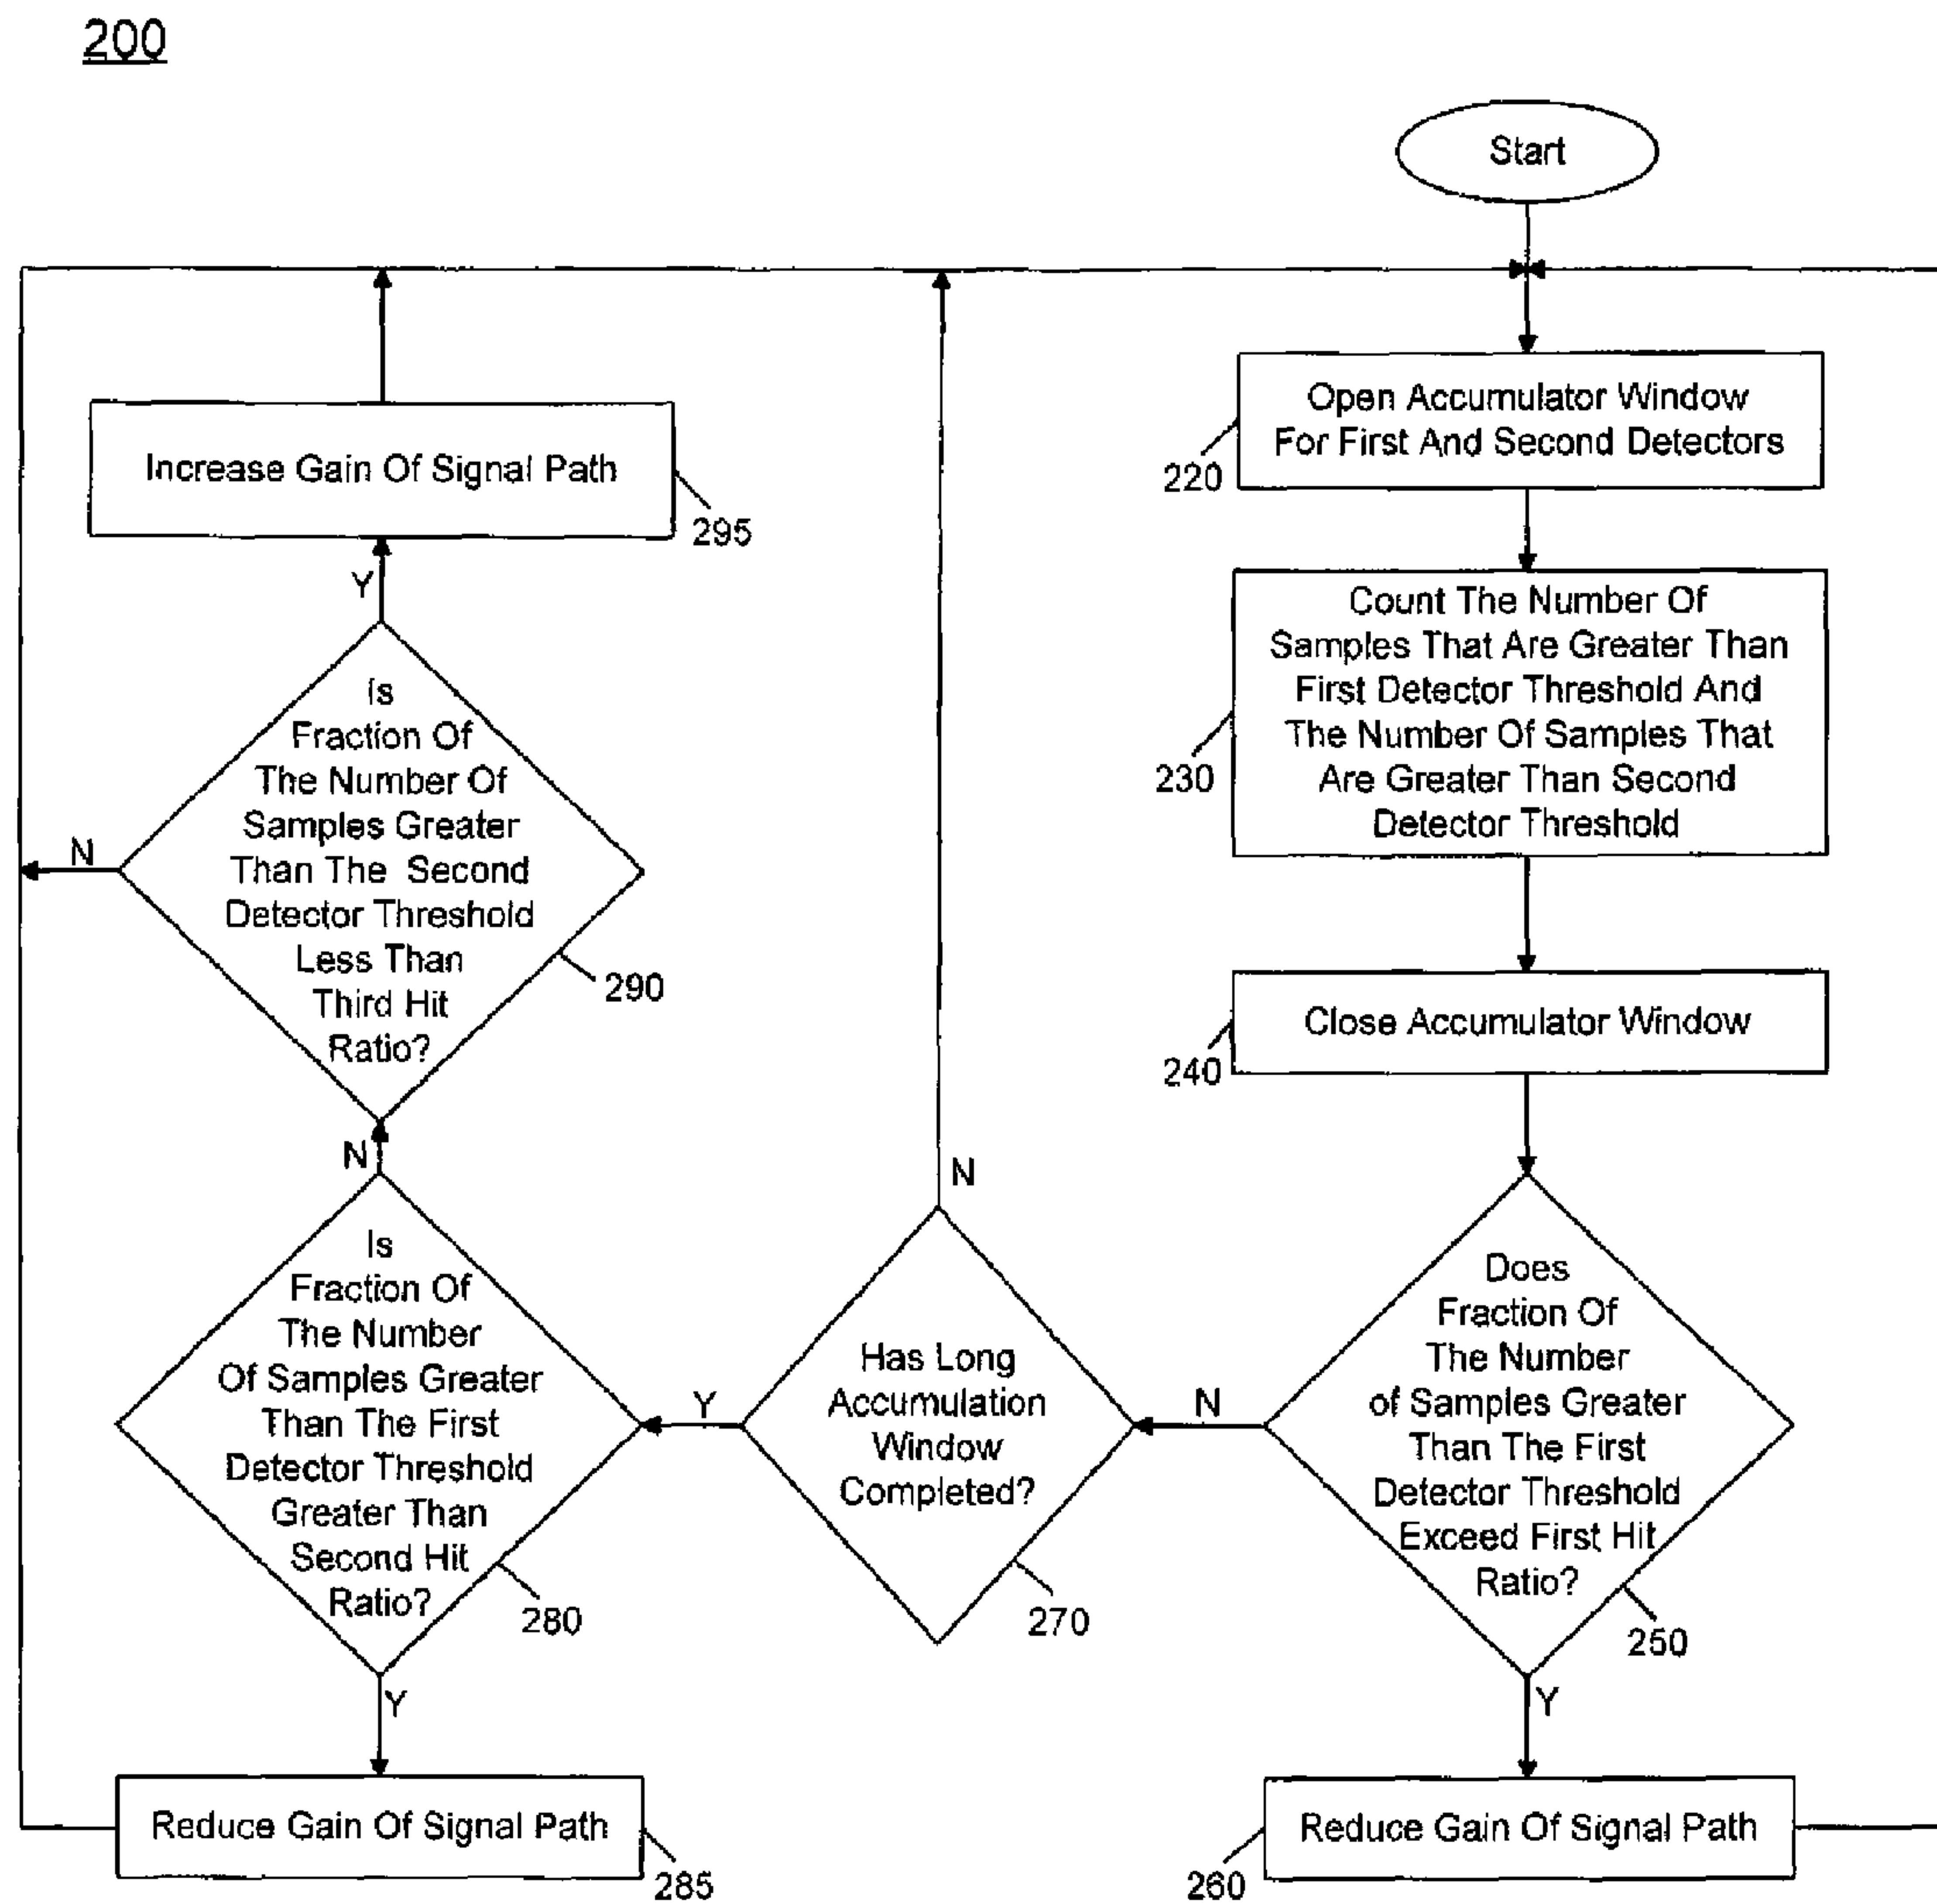 200
Start
Open Accumulator Window
For First And Second Detectors
220
Count The Number Of
Samples That Are Greater Than
First Detector Threshold And
The Number Of Samples That
Are Greater Than Second
Detector Threshold
230
Close Accumulator Window
240
Does
Fraction Of
The Number
of Samples Greater
Than The First
Detector Threshold
Exceed First Hit
Ratio?
250
Y
N
Reduce Gain Of Signal Path
260
Has Long
Accumulation
Window
Completed?
270
N
Y
Is
Fraction Of
The Number
Of Samples Greater
Than The First
Detector Threshold
Greater Than
Second Hit
Ratio?
280
Y
N
Reduce Gain Of Signal Path
285
Is
Fraction Of
The Number Of
Samples Greater
Than The Second
Detector Threshold
Less Than
Third Hit
Ratio?
290
N
Y
Increase Gain Of Signal Path
295